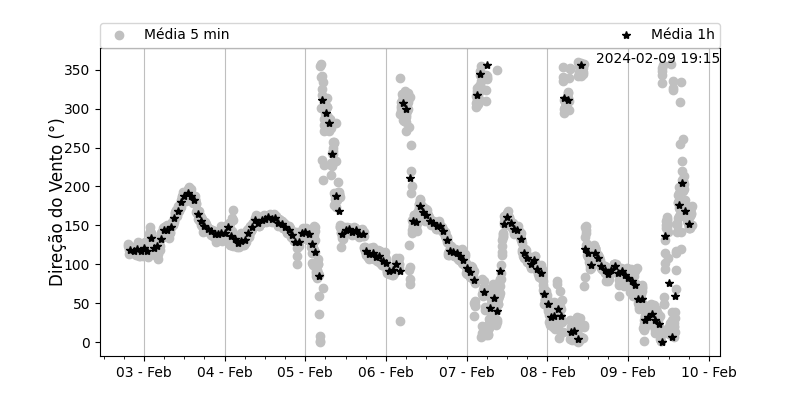 Média 5 min
Média 1h
2024-02-09 19:15
Direção do Vento (°)
350
300
250
200
150
100
50
0
03 - Feb
04 - Feb
05 - Feb
06 - Feb
07 - Feb
08 - Feb
09 - Feb
10 - Feb